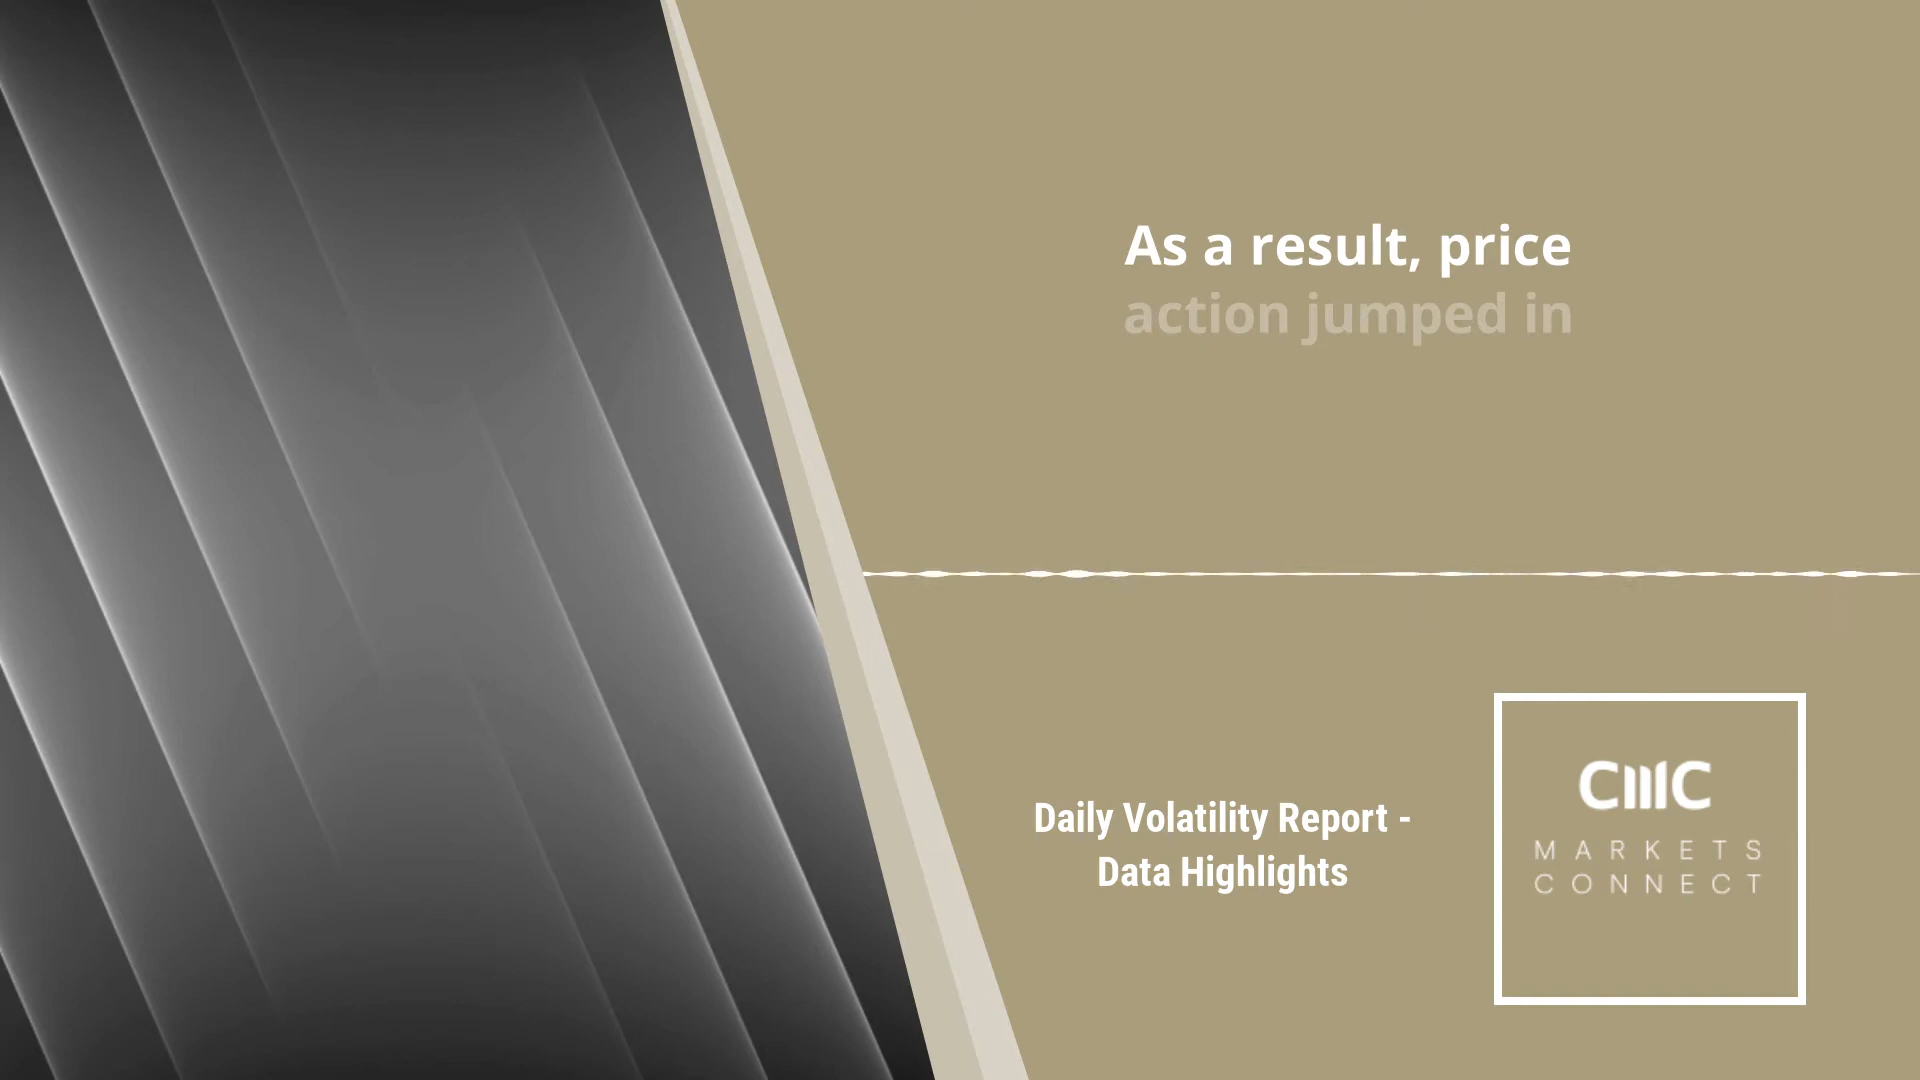 As a result, price
action jumped in
Daily Volatility Report -
Data Highlights
CMC
MARKETS
CONNECT